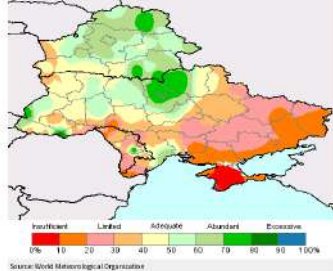 Insufficient Limited Adequate Abundant Excessive
0% 10 20 30 40 50 60 70 80 90 100%
Source: World Meteorological Organization